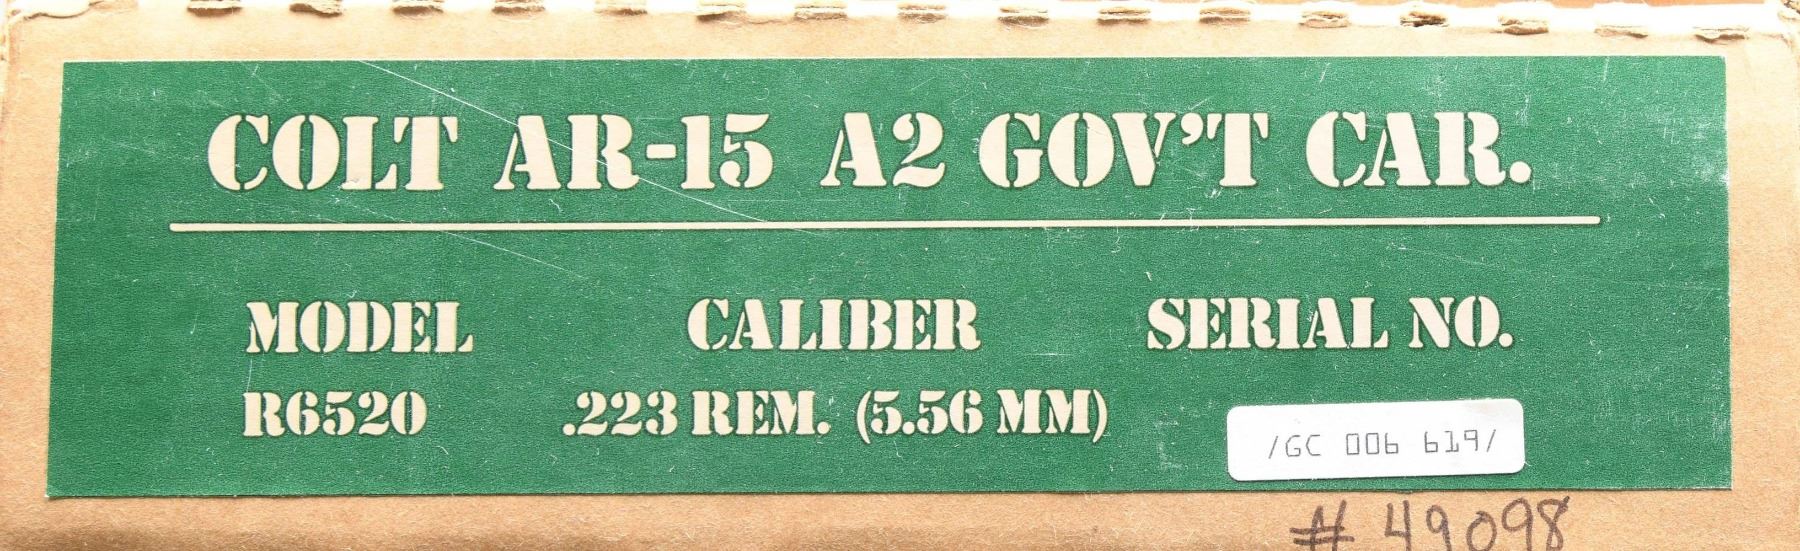 COLT AR-15 A2 GOV'T CAR.
MODEL CALIBER SERIAL NO.
R6520 .223 REM. (5.56 MM) /GC 006 619/
# 49098